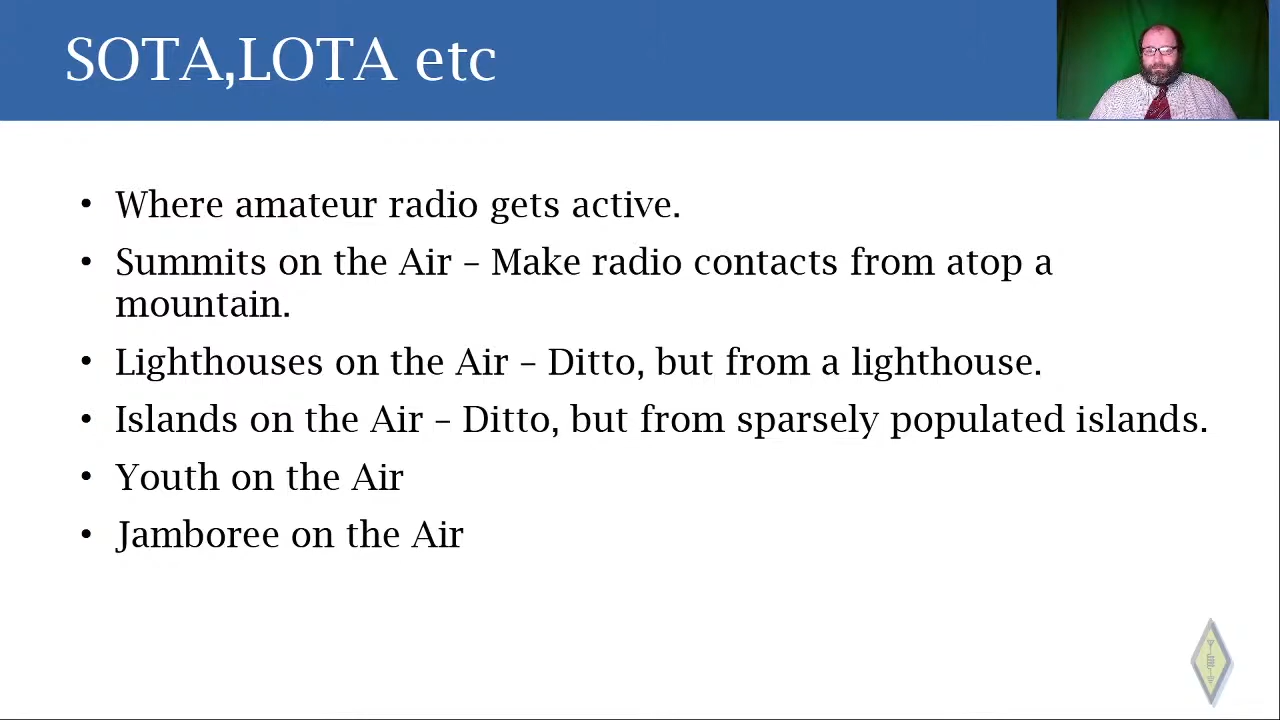 SOTA,LOTA etc
• Where amateur radio gets active.
• Summits on the Air – Make radio contacts from atop a
mountain.
• Lighthouses on the Air – Ditto, but from a lighthouse.
• Islands on the Air – Ditto, but from sparsely populated islands.
• Youth on the Air
• Jamboree on the Air